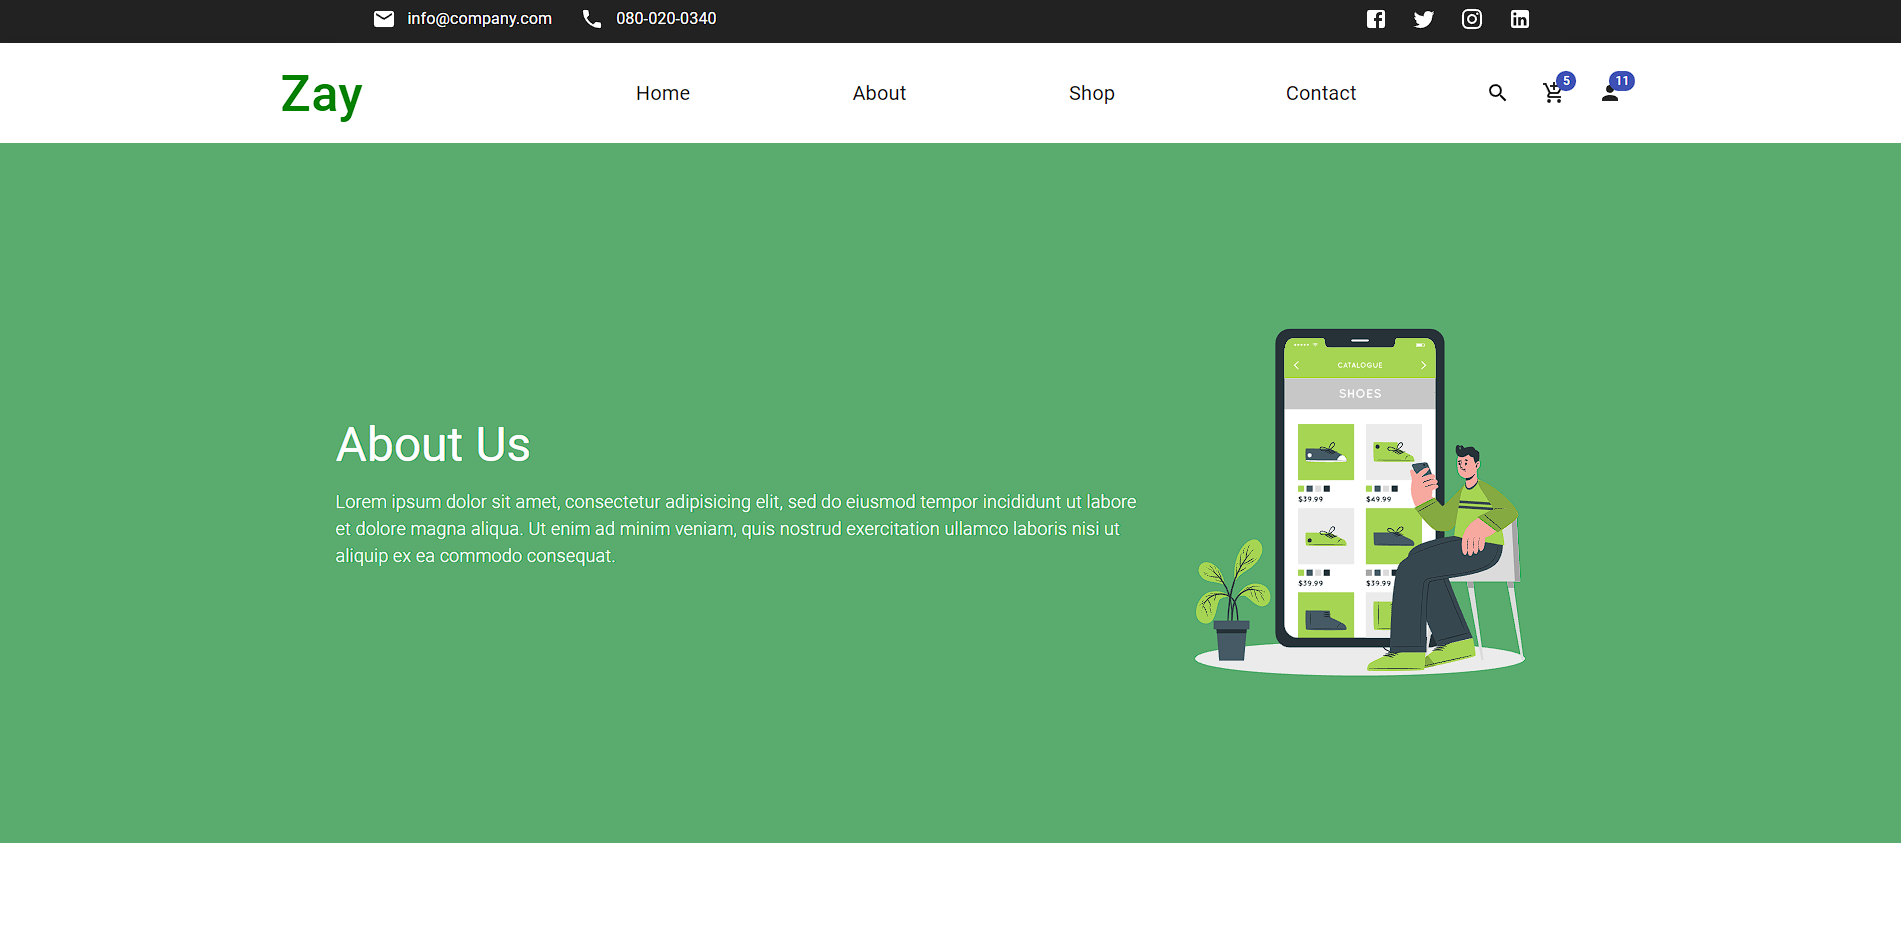 info@company.com 080-020-0340
Zay Home About Shop Contact 5 11
About Us
Lorem ipsum dolor sit amet, consectetur adipisicing elit, sed do eiusmod tempor incididunt ut labore
et dolore magna aliqua. Ut enim ad minim veniam, quis nostrud exercitation ullamco laboris nisi ut
aliquip ex ea commodo consequat.
CATALOGUE
SHOES
$39.99 $49.99
$39.99 $39.99